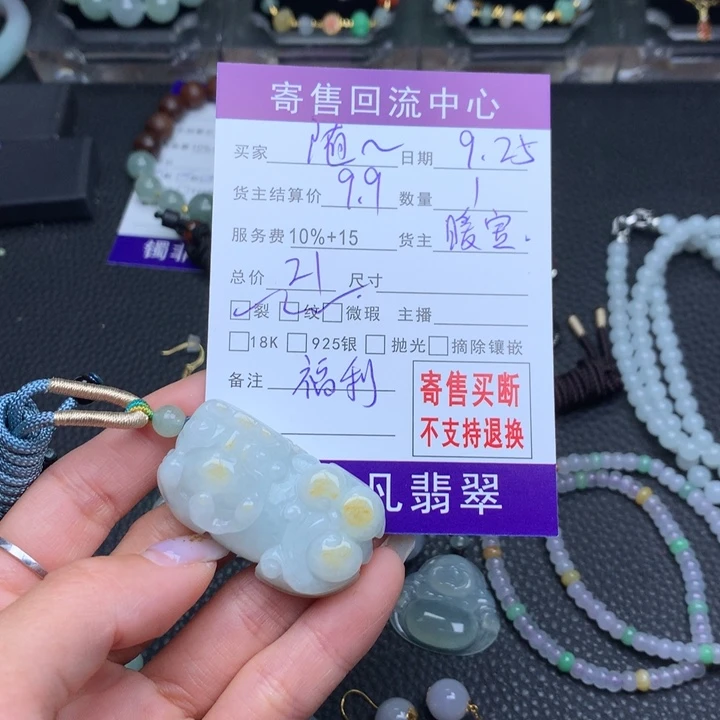 寄售回流中心
买家 随~ 日期 9.25
货主结算价 9.9 数量 1
服务费 10%+15 货主 暖宣.
总价 21 尺寸
裂 纹 微瑕 主播
18K 925银 抛光 摘除镶嵌
备注 福利
寄售买断
不支持退换
凡翡翠